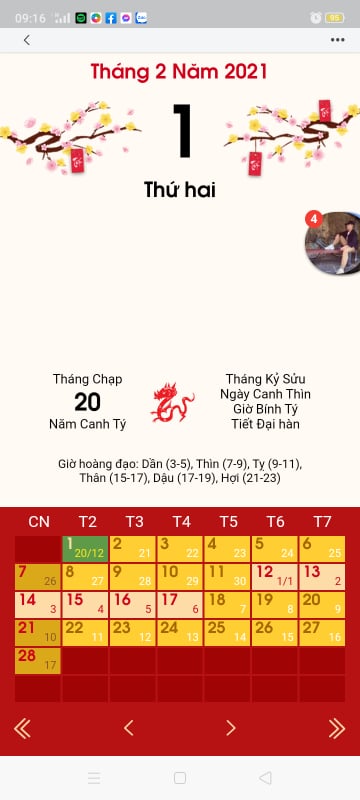 09:16
95
Tháng 2 Năm 2021
1
Thứ hai
4
Tháng Chạp
20
Năm Canh Tý
Tháng Kỷ Sửu
Ngày Canh Thìn
Giờ Bính Tý
Tiết Đại hàn
Giờ hoàng đạo: Dần (3-5), Thìn (7-9), Tỵ (9-11),
Thân (15-17), Dậu (17-19), Hợi (21-23)
CN T2 T3 T4 T5 T6 T7
1 20/12 2 21 3 22 4 23 5 24 6 25
7 26 8 27 9 28 10 29 11 30 12 1/1 13 2
14 3 15 4 16 5 17 6 18 7 19 8 20 9
21 10 22 11 23 12 24 13 25 14 26 15 27 16
28 17